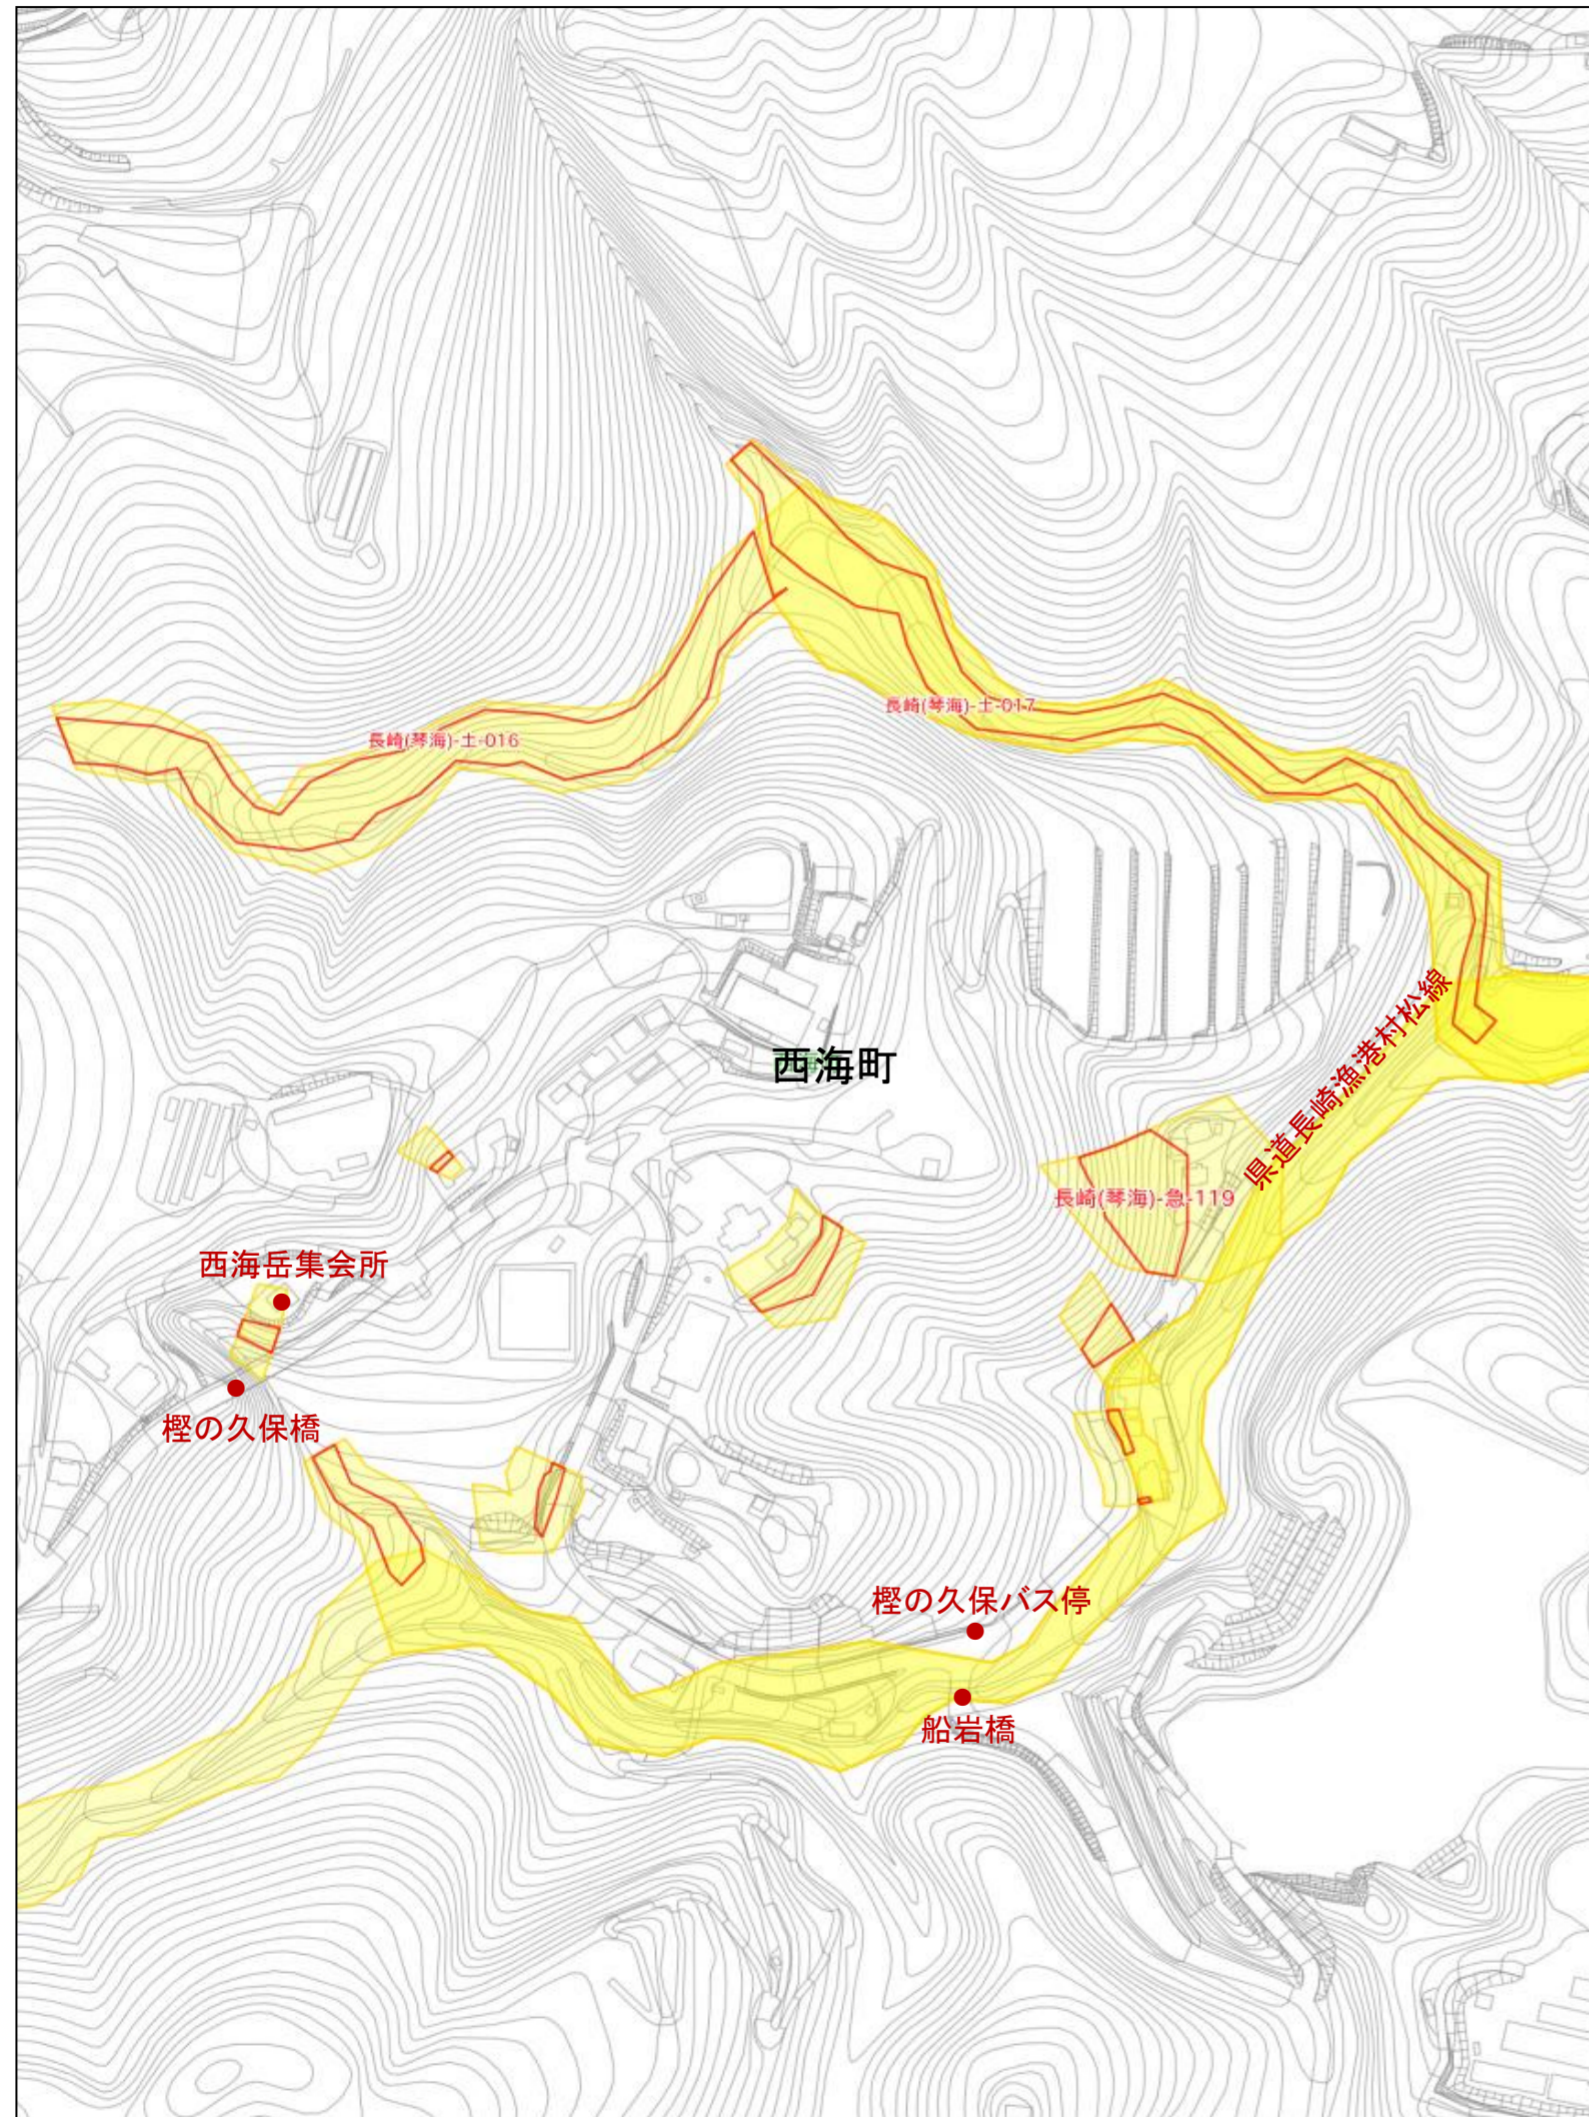 長崎(琴海)-土-017
長崎(琴海)-土-016
県道長崎漁港村松線
西海町
長崎(琴海)-急-119
西海岳集会所
樫の久保橋
樫の久保バス停
船岩橋